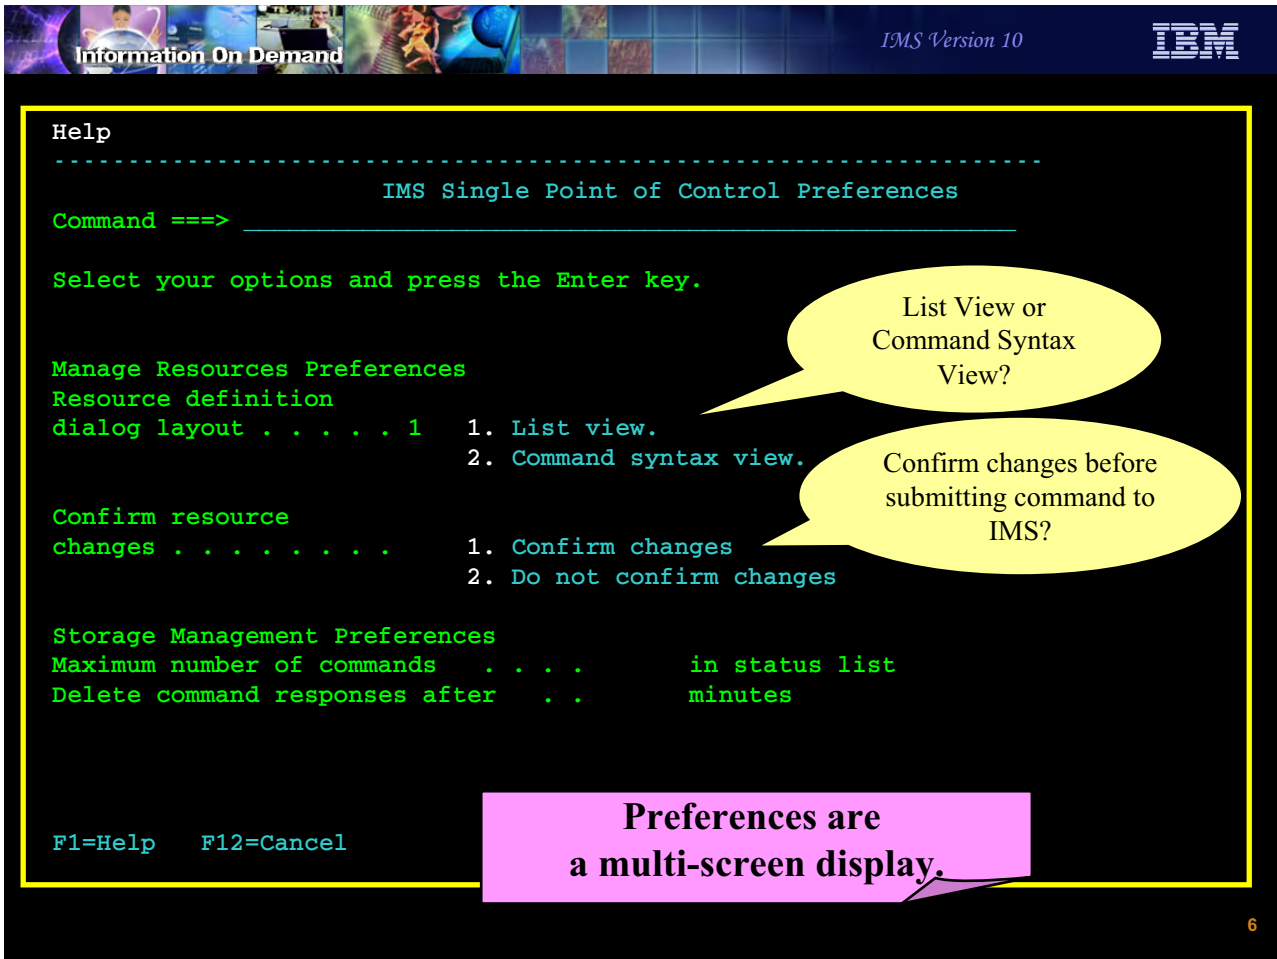 Information On Demand
IMS Version 10
IBM
Help
-------------------------------------------------------------------
IMS Single Point of Control Preferences
Command ===> ____________________________________________________
Select your options and press the Enter key.
List View or
Command Syntax
View?
Manage Resources Preferences
Resource definition
dialog layout . . . . . 1 1. List view.
2. Command syntax view.
Confirm changes before
submitting command to
IMS?
Confirm resource
changes . . . . . . . . 1. Confirm changes
2. Do not confirm changes
Storage Management Preferences
Maximum number of commands . . . . in status list
Delete command responses after . . minutes
Preferences are
a multi-screen display.
F1=Help F12=Cancel
6